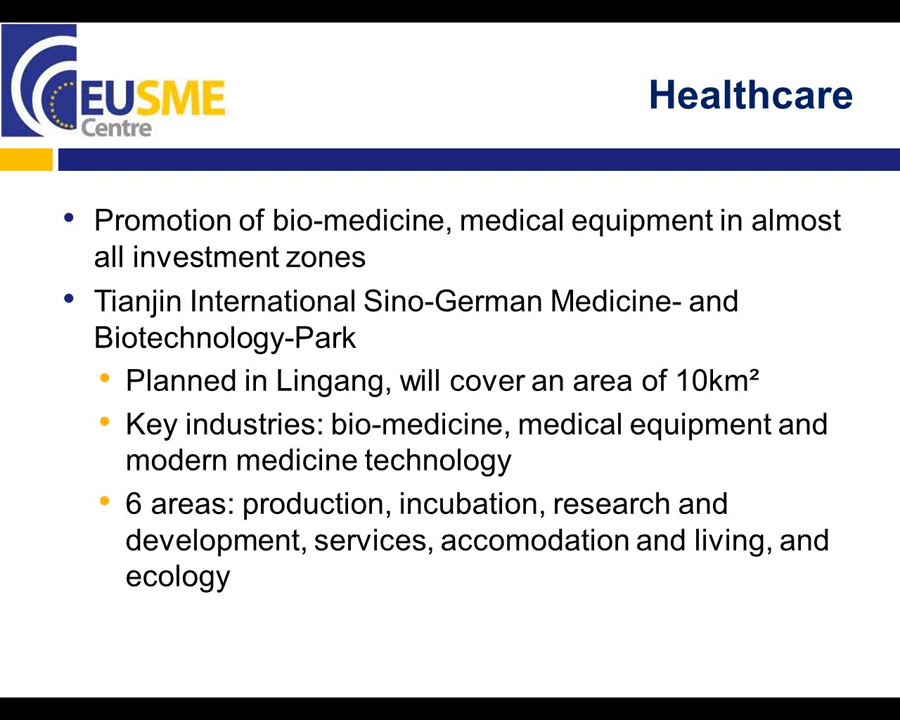 EUSME
Centre
Healthcare
• Promotion of bio-medicine, medical equipment in almost
all investment zones
• Tianjin International Sino-German Medicine- and
Biotechnology-Park
• Planned in Lingang, will cover an area of 10km²
• Key industries: bio-medicine, medical equipment and
modern medicine technology
• 6 areas: production, incubation, research and
development, services, accomodation and living, and
ecology